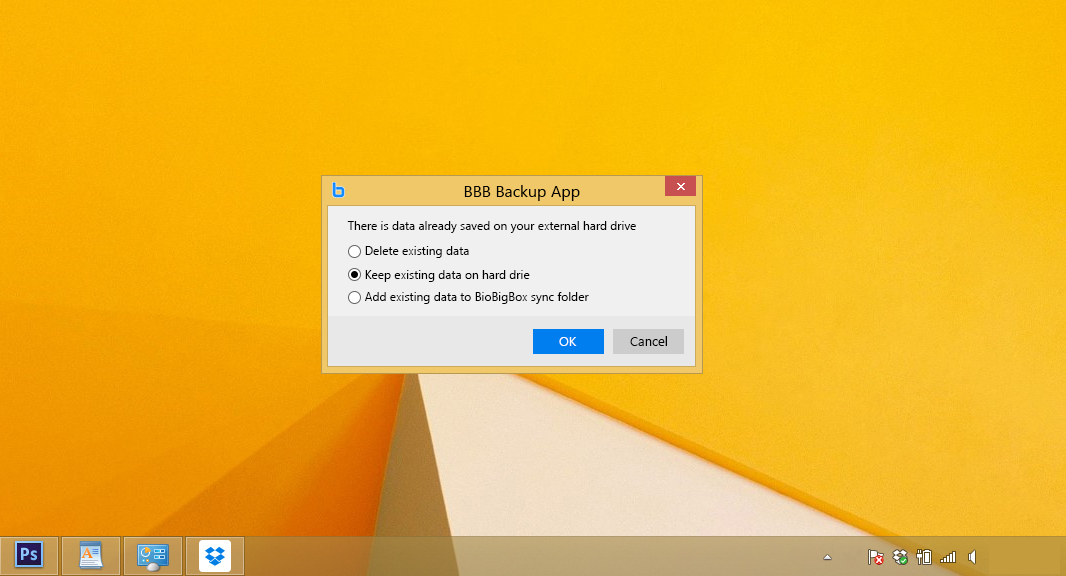 BBB Backup App
There is data already saved on your external hard drive
Delete existing data
Keep existing data on hard drie
Add existing data to BioBigBox sync folder
OK Cancel
Ps
A